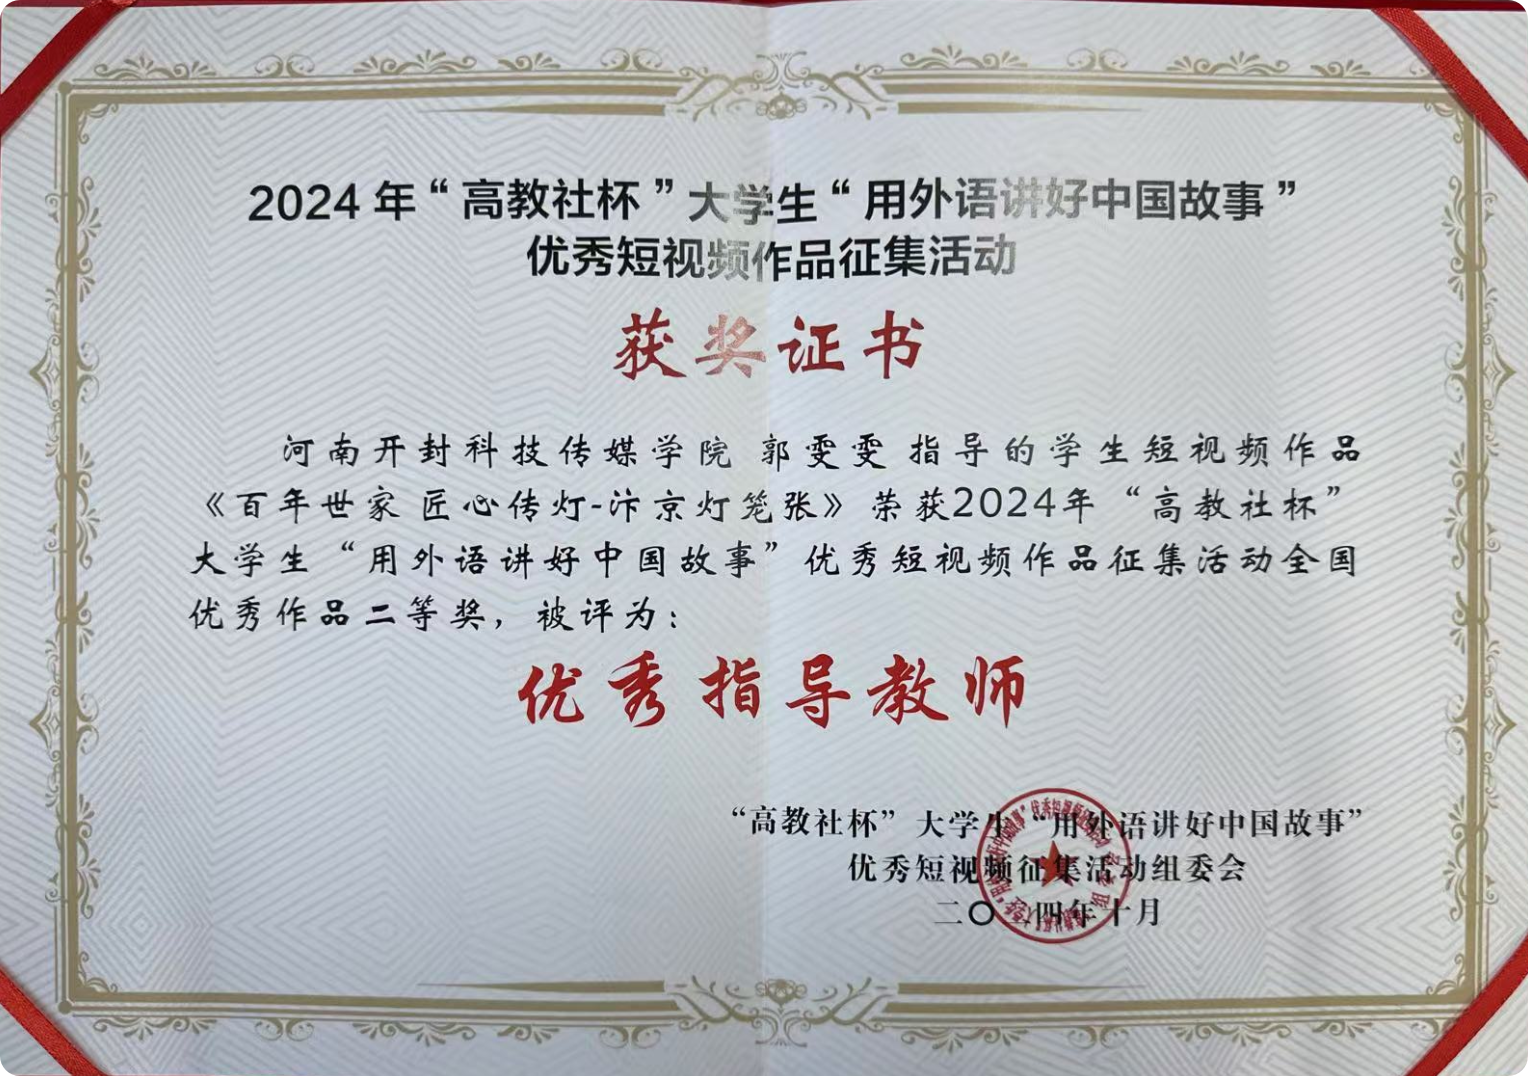 2024 年“高教社杯”大学生“用外语讲好中国故事”
优秀短视频作品征集活动
获奖证书
河南开封科技传媒学院 郭雯雯 指导的学生短视频作品
《百年世家 匠心传灯-汴京灯笼张》荣获2024年“高教社杯”
大学生“用外语讲好中国故事”优秀短视频作品征集活动全国
优秀作品二等奖，被评为：
优秀指导教师
“高教社杯”大学生“用外语讲好中国故事”
优秀短视频征集活动组委会
二〇二四年十月